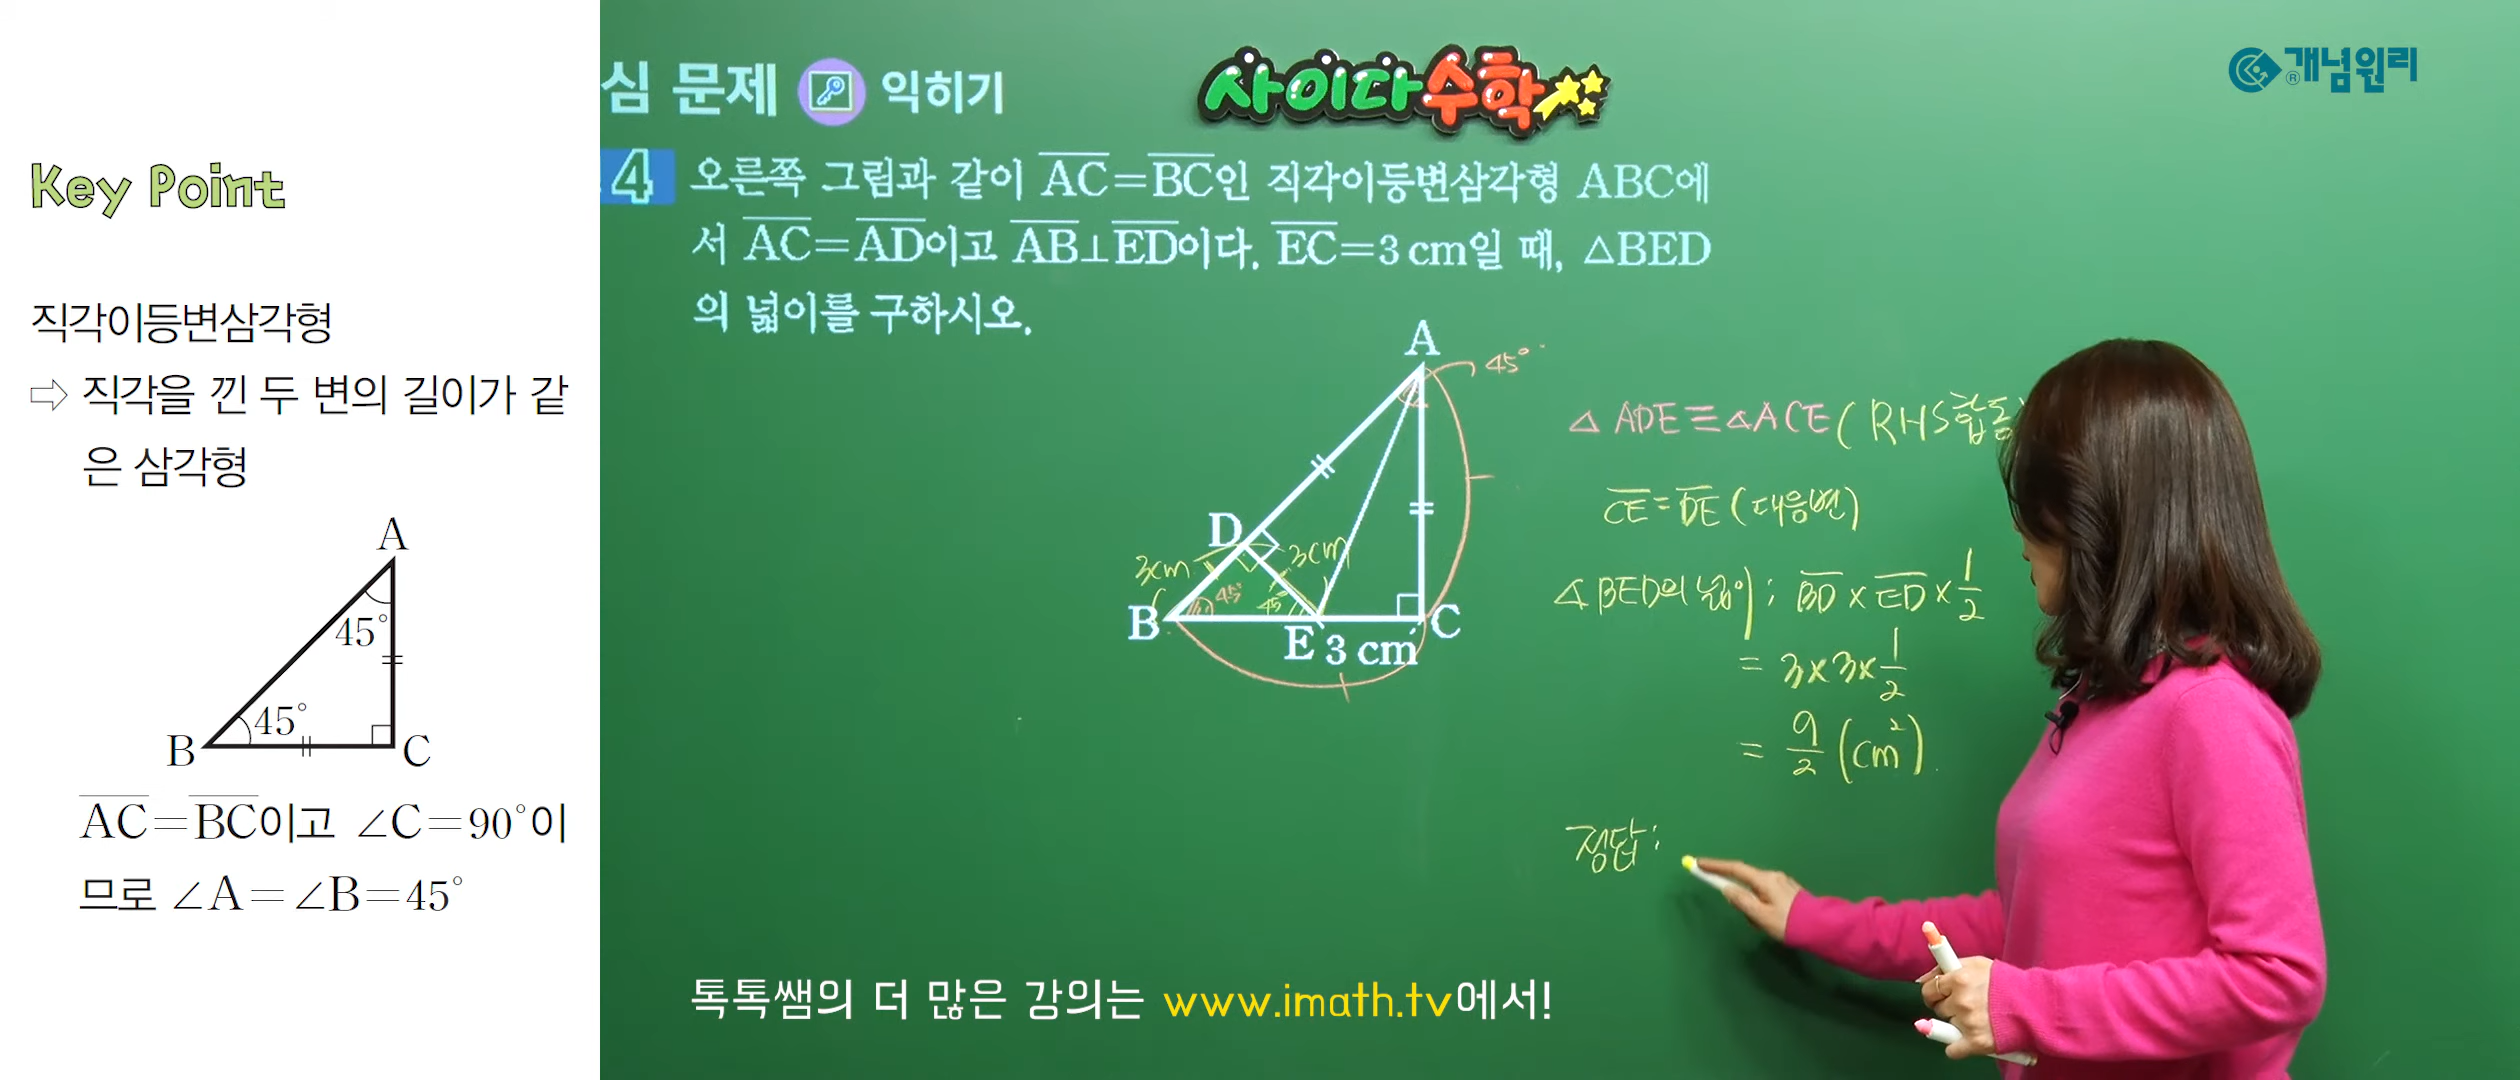 Key Point
직각이등변삼각형
⇨ 직각을 낀 두 변의 길이가 같
은 삼각형
A
45°
45°
B
C
AC=BC이고 ∠C=90°이
므로 ∠A=∠B=45°
심 문제 익히기
사이다수학
개념원리
4 오른쪽 그림과 같이 AC=BC인 직각이등변삼각형 ABC에
서 AC=AD이고 AB⊥ED이다. EC=3 cm일 때, △BED
의 넓이를 구하시오.
A
45°
D
3cm
3cm
45°
45
B
E
3 cm
C
△ADE≡△ACE (RHS합동
CE=DE (대응변)
△BED의 넓이; BD×ED×1/2
= 3×3×1/2
= 9/2 (cm²).
정답:
톡톡쌤의 더 많은 강의는 www.imath.tv에서!